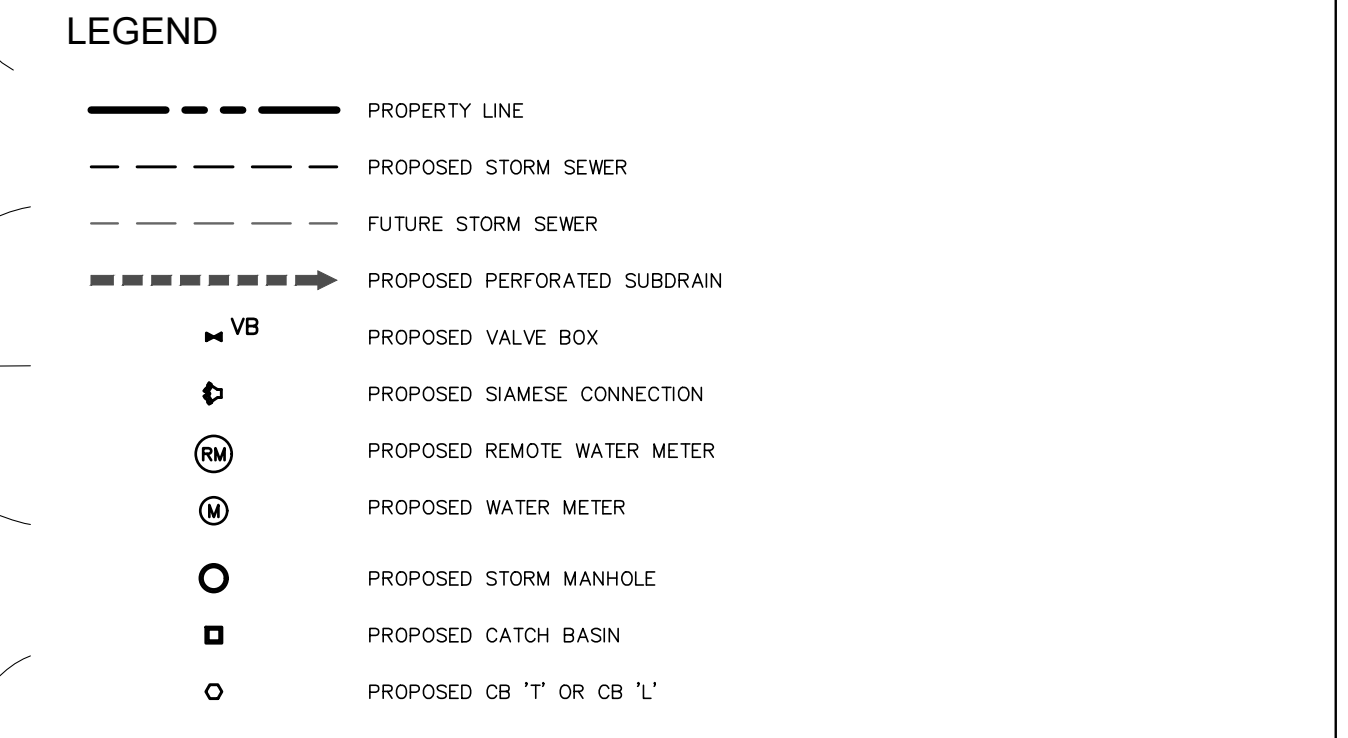 LEGEND
PROPERTY LINE
PROPOSED STORM SEWER
FUTURE STORM SEWER
PROPOSED PERFORATED SUBDRAIN
VB PROPOSED VALVE BOX
PROPOSED SIAMESE CONNECTION
RM PROPOSED REMOTE WATER METER
M PROPOSED WATER METER
PROPOSED STORM MANHOLE
PROPOSED CATCH BASIN
PROPOSED CB 'T' OR CB 'L'